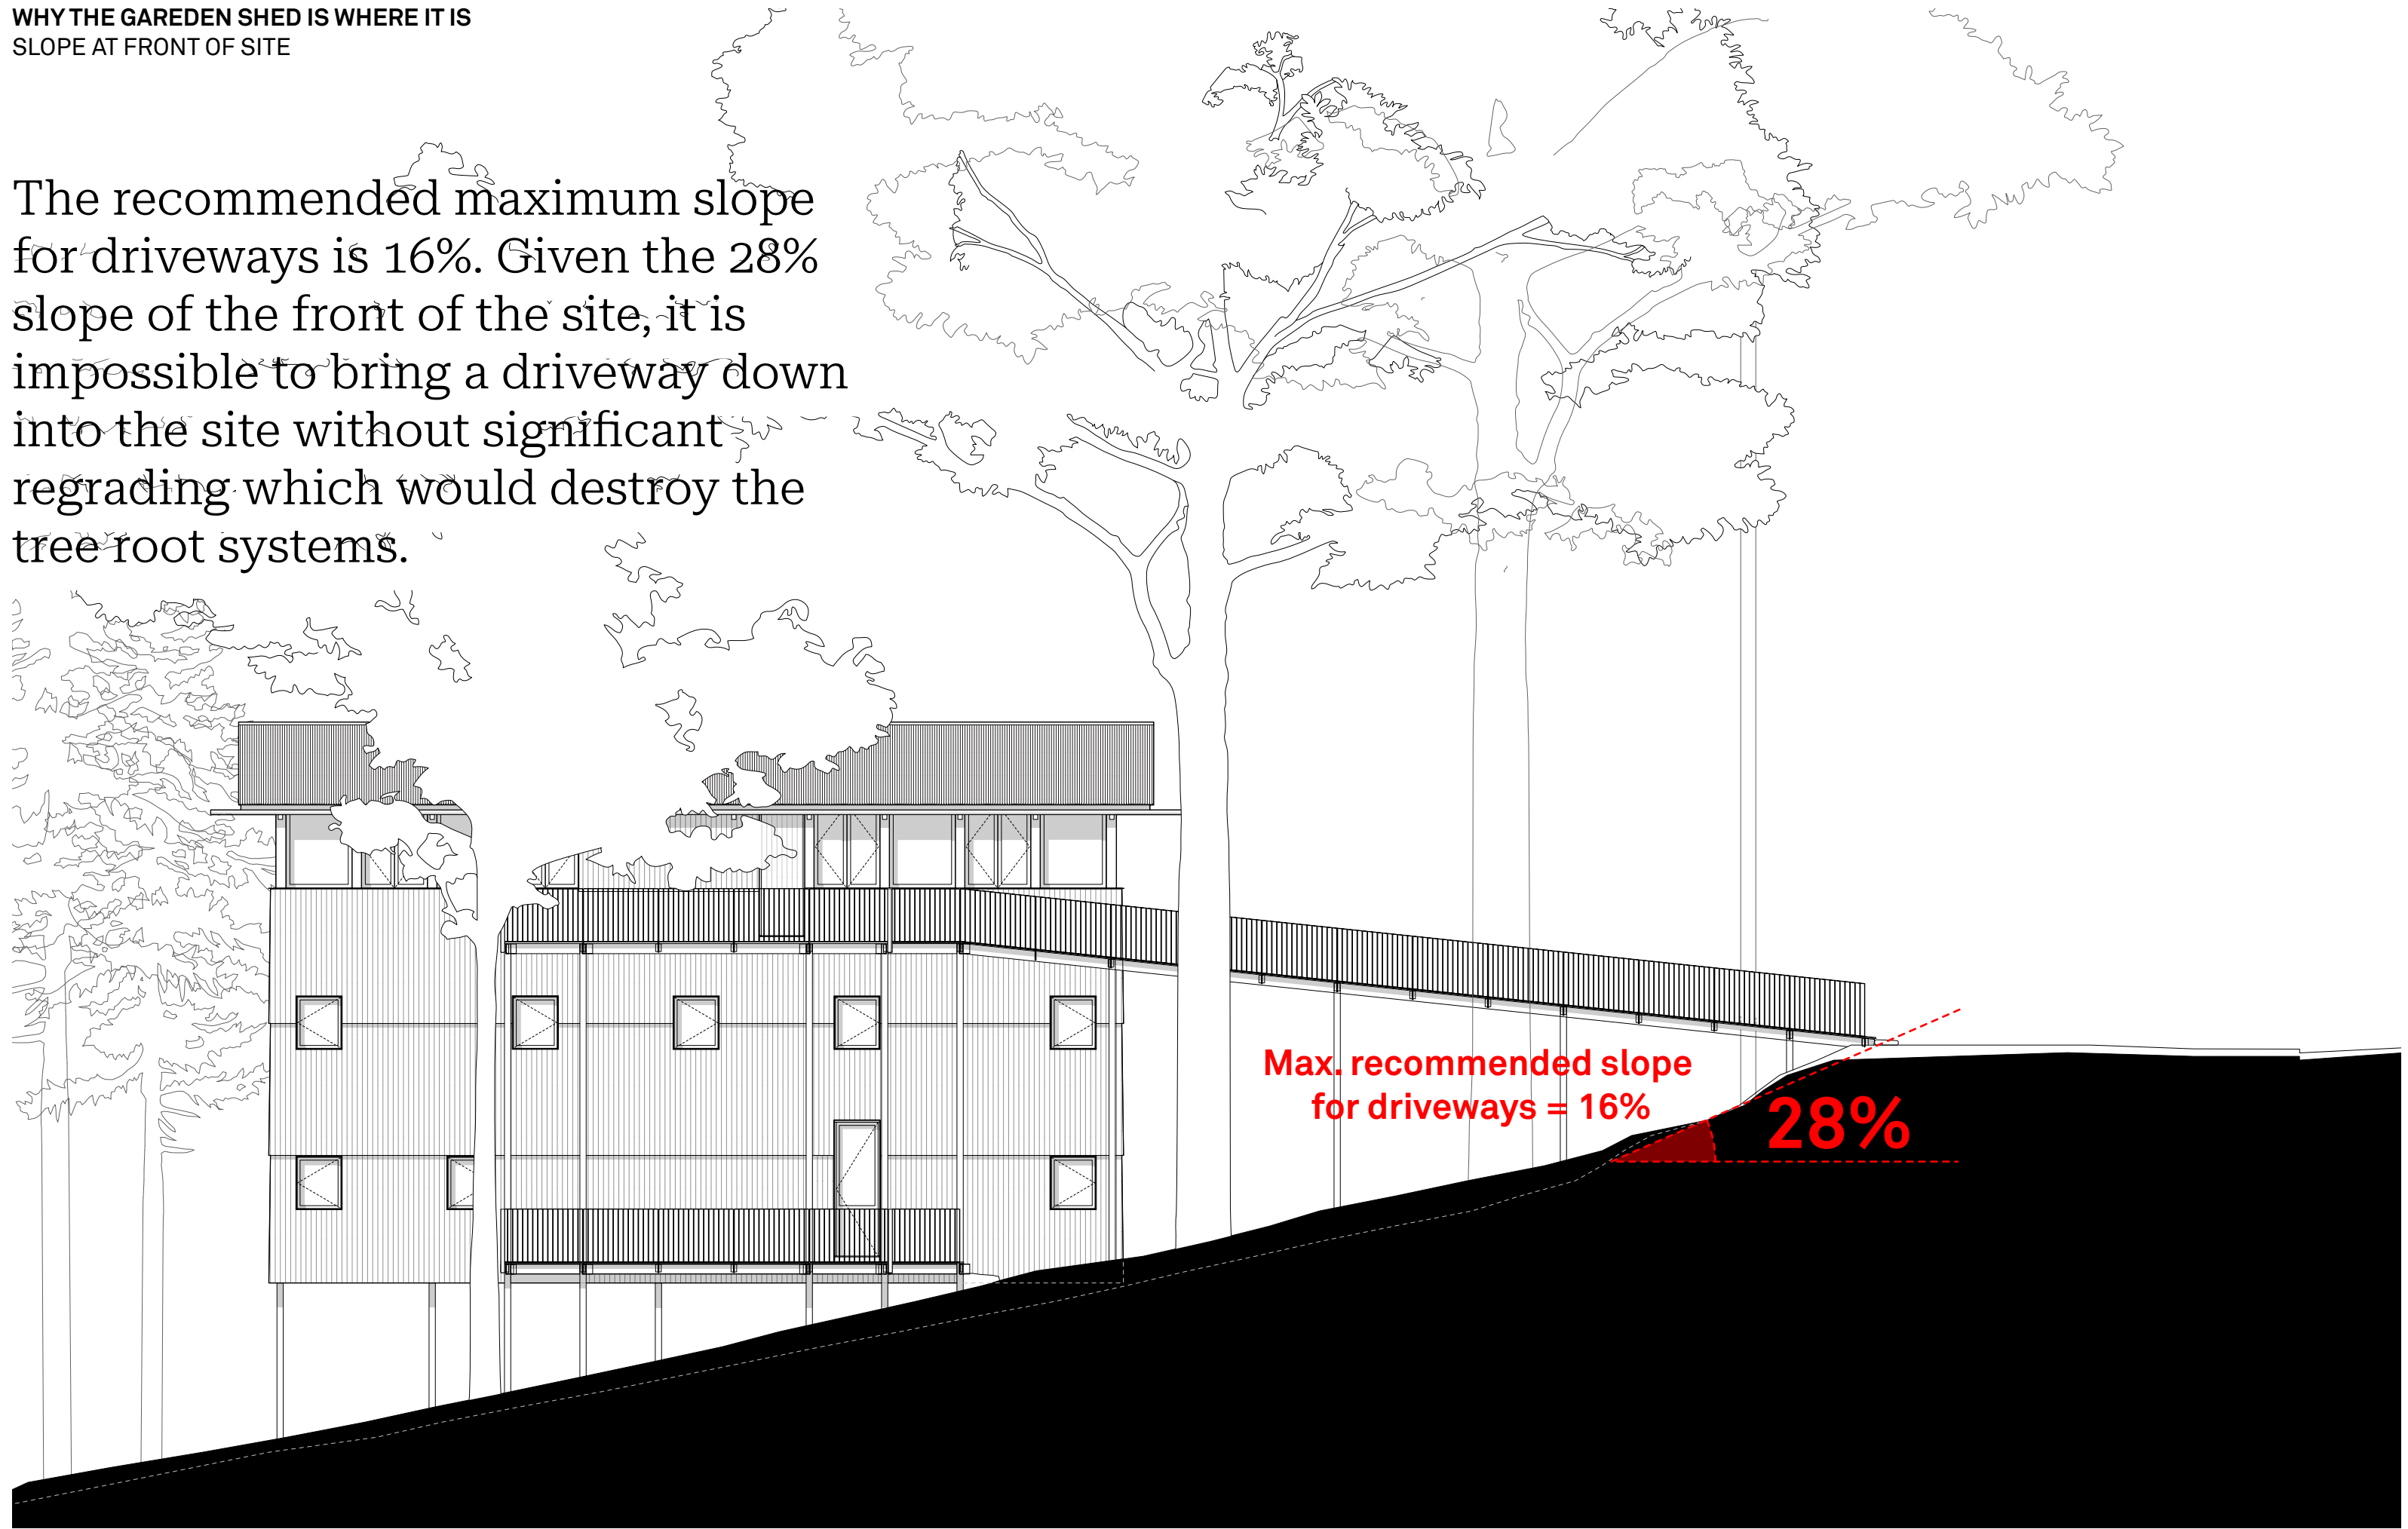 WHY THE GAREDEN SHED IS WHERE IT IS
SLOPE AT FRONT OF SITE
The recommended maximum slope
for driveways is 16%. Given the 28%
slope of the front of the site, it is
impossible to bring a driveway down
into the site without significant
regrading which would destroy the
tree root systems.
Max. recommended slope
for driveways = 16%
28%